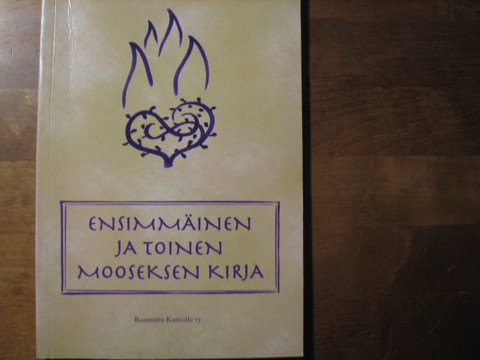 ENSIMMÄINEN
JA TOINEN
MOOSEKSEN KIRJA
Raamattu Kansalle ry